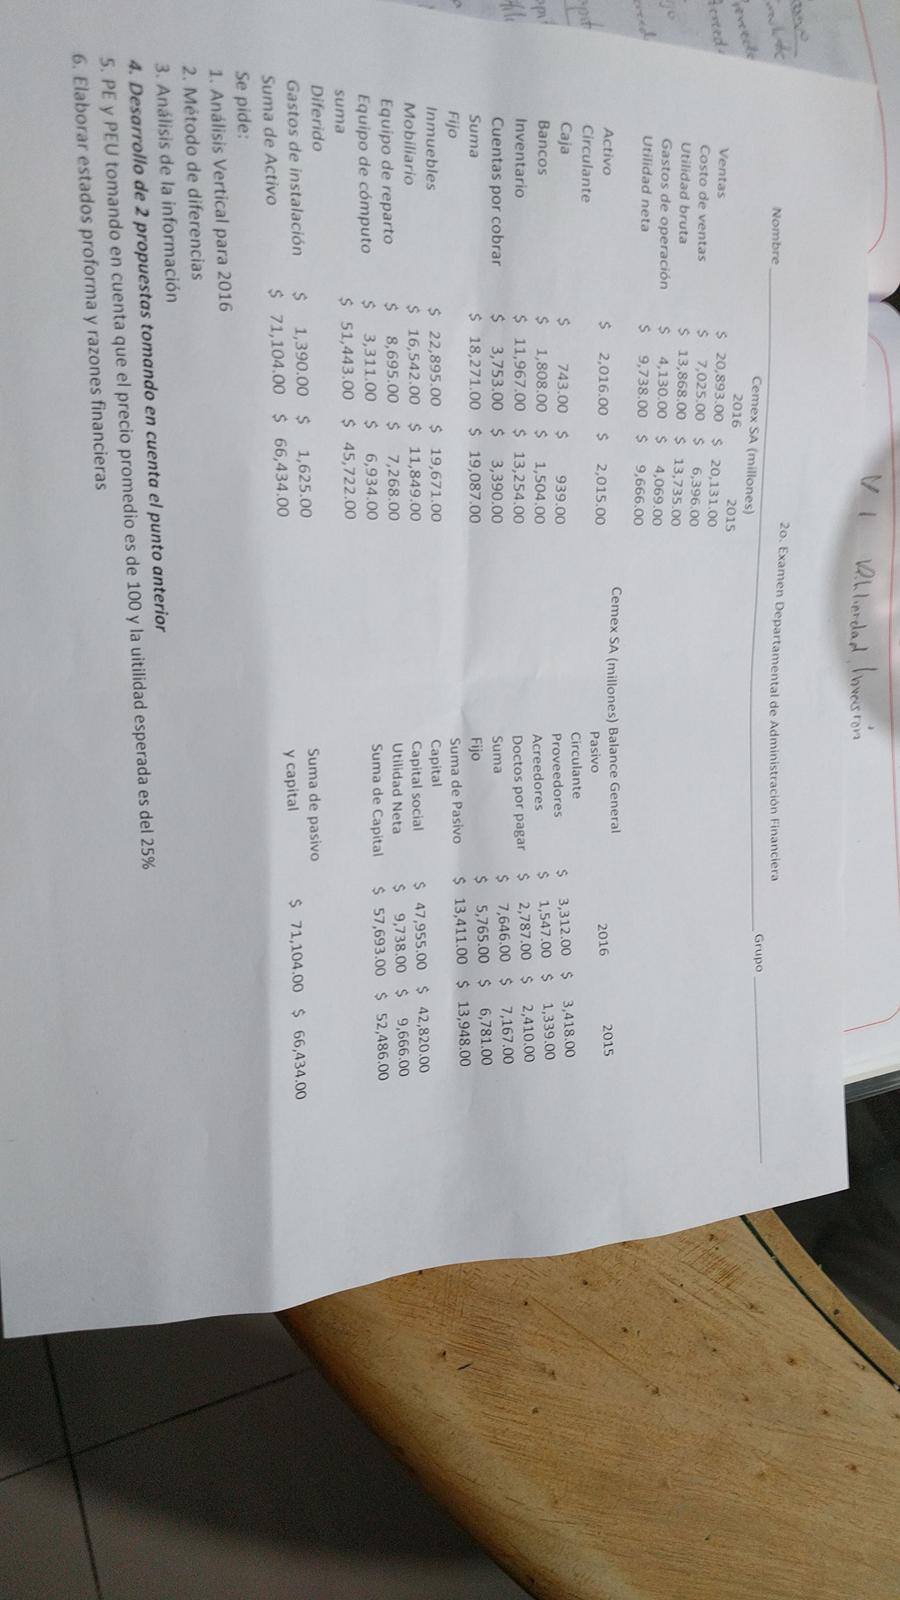 V I Viabilidad, Inversión
2o. Examen Departamental de Administración Financiera
Nombre Grupo
Cemex SA (millones)
2016 2015
Ventas $ 20,893.00 $ 20,131.00
Costo de ventas $ 7,025.00 $ 6,396.00
Utilidad bruta $ 13,868.00 $ 13,735.00
Gastos de operación $ 4,130.00 $ 4,069.00
Utilidad neta $ 9,738.00 $ 9,666.00
Cemex SA (millones) Balance General
Activo $ 2,016.00 $ 2,015.00 Pasivo 2016 2015
Circulante Circulante
Caja $ 743.00 $ 939.00 Proveedores $ 3,312.00 $ 3,418.00
Bancos $ 1,808.00 $ 1,504.00 Acreedores $ 1,547.00 $ 1,339.00
Inventario $ 11,967.00 $ 13,254.00 Doctos por pagar $ 2,787.00 $ 2,410.00
Cuentas por cobrar $ 3,753.00 $ 3,390.00 Suma $ 7,646.00 $ 7,167.00
Suma $ 18,271.00 $ 19,087.00 Fijo $ 5,765.00 $ 6,781.00
Fijo Suma de Pasivo $ 13,411.00 $ 13,948.00
Inmuebles $ 22,895.00 $ 19,671.00 Capital
Mobiliario $ 16,542.00 $ 11,849.00 Capital social $ 47,955.00 $ 42,820.00
Equipo de reparto $ 8,695.00 $ 7,268.00 Utilidad Neta $ 9,738.00 $ 9,666.00
Equipo de cómputo $ 3,311.00 $ 6,934.00 Suma de Capital $ 57,693.00 $ 52,486.00
suma $ 51,443.00 $ 45,722.00
Diferido
Gastos de instalación $ 1,390.00 $ 1,625.00 Suma de pasivo
Suma de Activo $ 71,104.00 $ 66,434.00 y capital $ 71,104.00 $ 66,434.00
Se pide:
1. Análisis Vertical para 2016
2. Método de diferencias
3. Análisis de la información
4. Desarrollo de 2 propuestas tomando en cuenta el punto anterior
5. PE y PEU tomando en cuenta que el precio promedio es de 100 y la uitilidad esperada es del 25%
6. Elaborar estados proforma y razones financieras